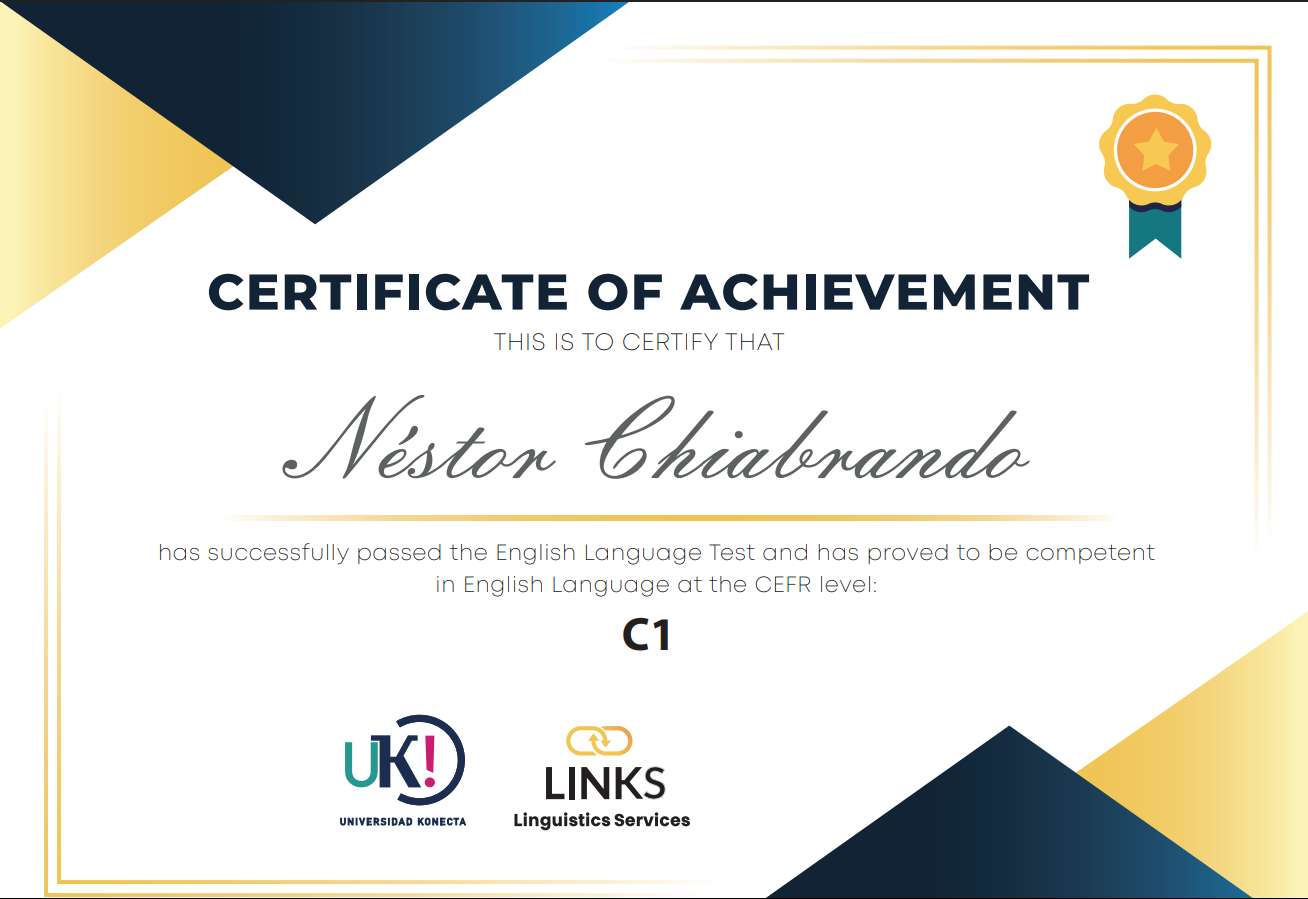 CERTIFICATE OF ACHIEVEMENT
THIS IS TO CERTIFY THAT
Néstor Chiabrando
has successfully passed the English Language Test and has proved to be competent
in English Language at the CEFR level:
C1
UK!
UNIVERSIDAD KONECTA
LINKS
Linguistics Services